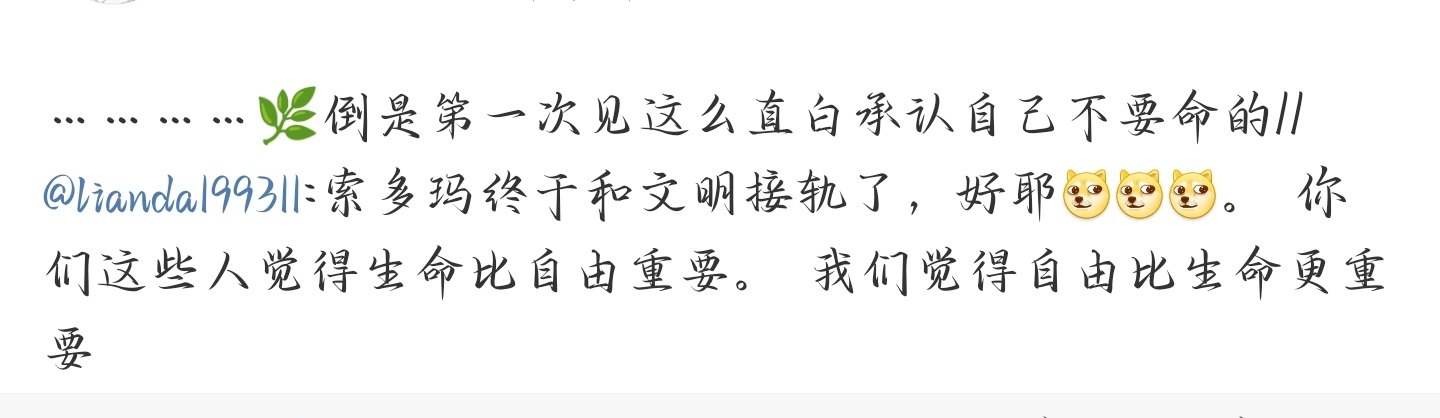 … … … …🌿倒是第一次见这么直白承认自己不要命的//
@lianda199311:索多玛终于和文明接轨了，好耶。 你
们这些人觉得生命比自由重要。 我们觉得自由比生命更重
要